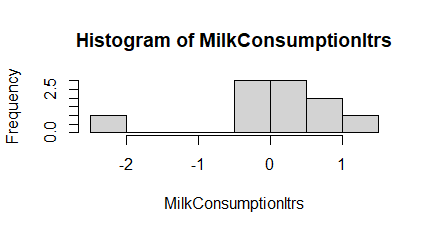 Histogram of MilkConsumptionltrs
Frequency
2.5
0.0
-2 -1 0 1
MilkConsumptionltrs